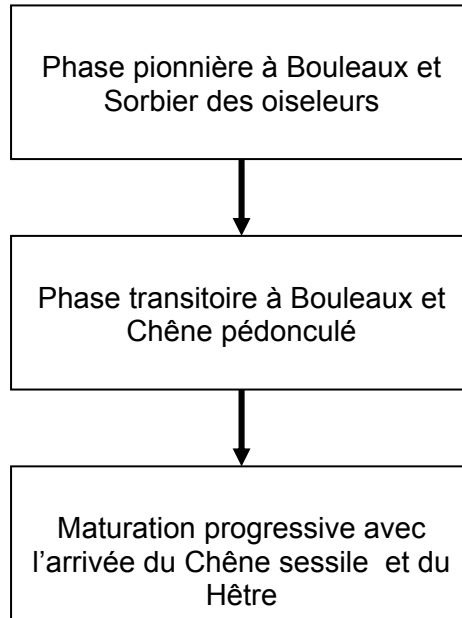 Phase pionnière à Bouleaux et
Sorbier des oiseleurs
Phase transitoire à Bouleaux et
Chêne pédonculé
Maturation progressive avec
l’arrivée du Chêne sessile  et du
Hêtre